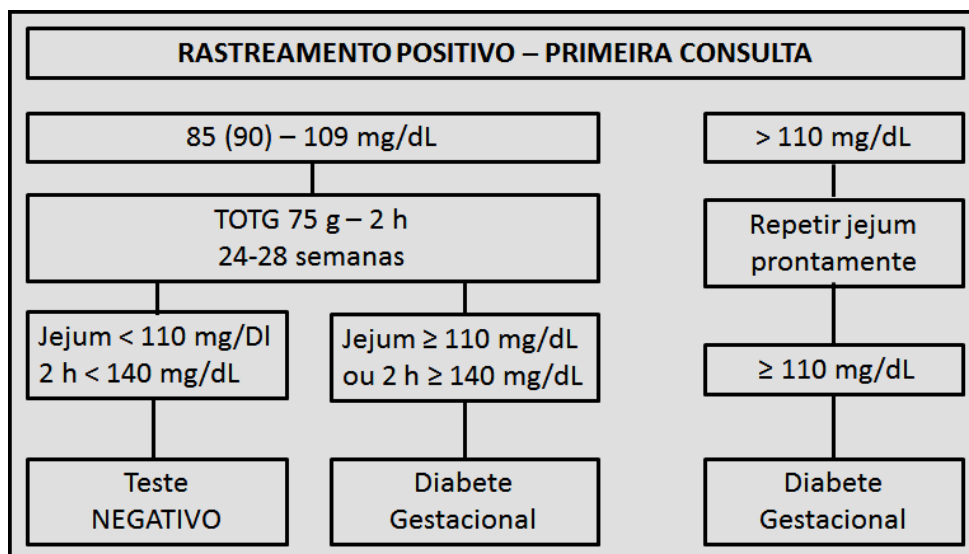 RASTREAMENTO POSITIVO – PRIMEIRA CONSULTA
85 (90) – 109 mg/dL
> 110 mg/dL
TOTG 75 g – 2 h
24-28 semanas
Repetir jejum
prontamente
Jejum < 110 mg/Dl
2 h < 140 mg/dL
Jejum ≥ 110 mg/dL
ou 2 h ≥ 140 mg/dL
≥ 110 mg/dL
Teste
NEGATIVO
Diabete
Gestacional
Diabete
Gestacional